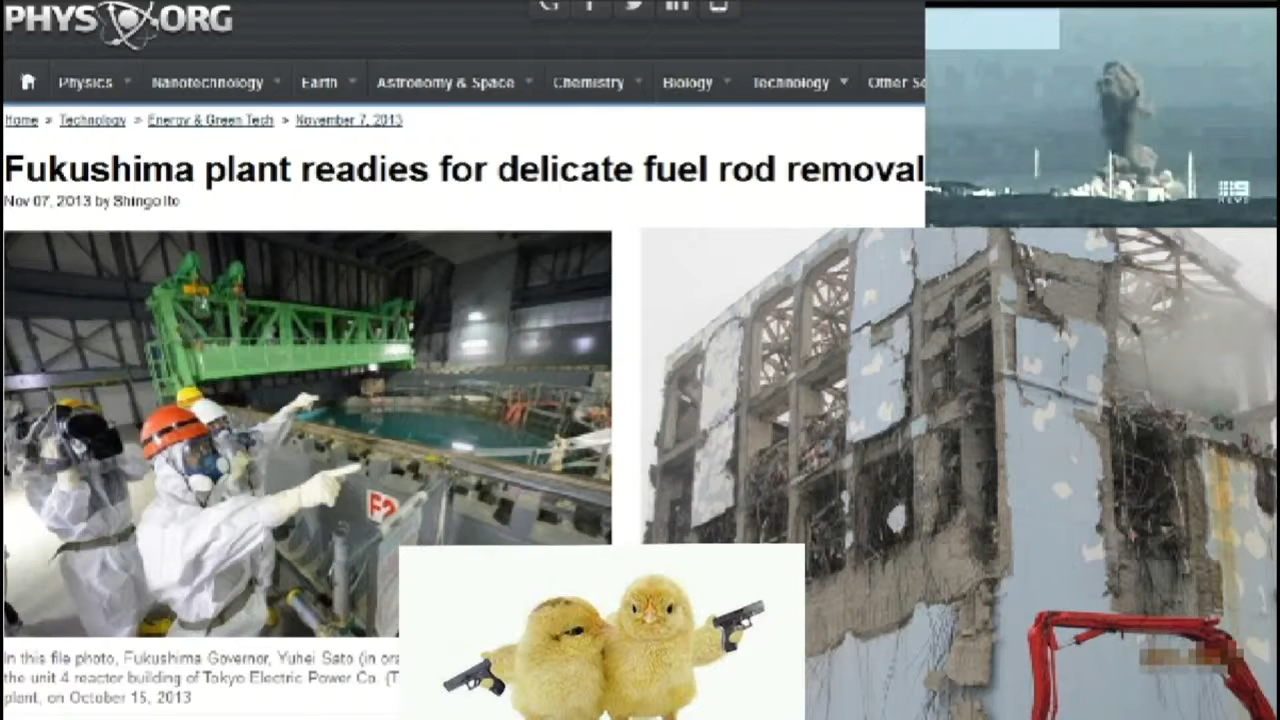 PHYS ORG
Physics Nanotechnology Earth Astronomy & Space Chemistry Biology Technology Other
Home > Technology > Energy & Green Tech > November 7, 2013
Fukushima plant readies for delicate fuel rod removal
Nov 07, 2013 by Shingo Ito
9 NEWS
F2
In this file photo, Fukushima Governor, Yuhei Sato (in
the unit 4 reactor building of Tokyo Electric Power Co. (T
plant, on October 15, 2013